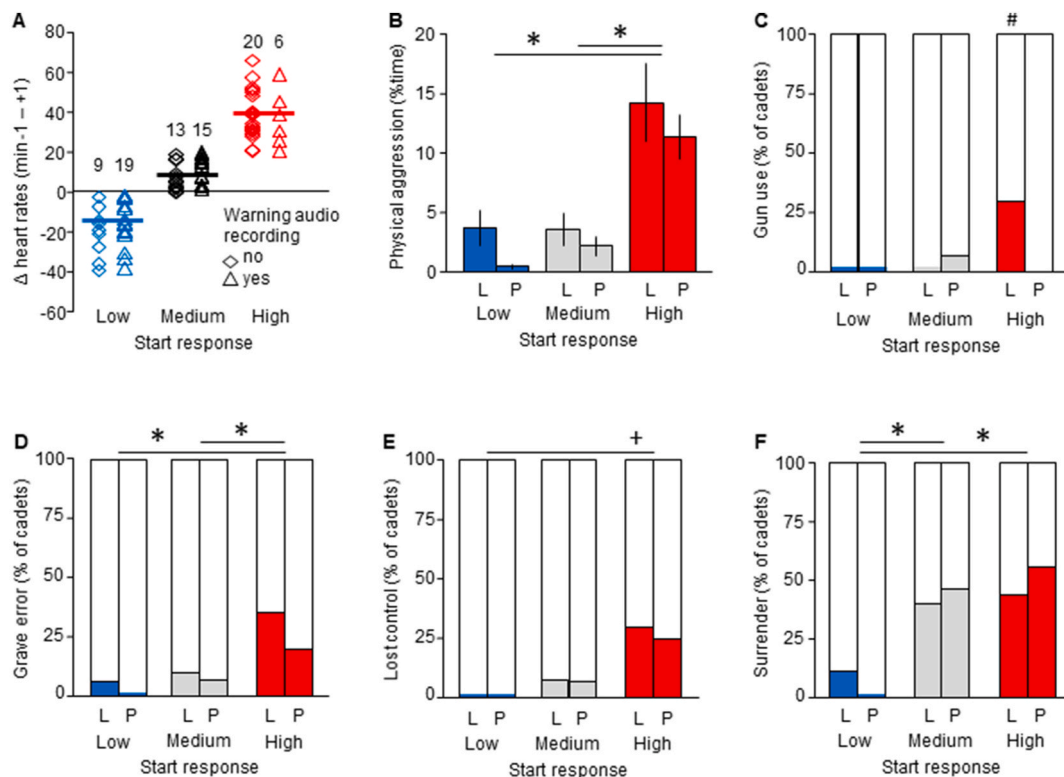 A
Δ heart rates (min-1 – +1)
60
40
20
0
-20
-40
-60
9 19
13 15
20 6
Warning audio
recording
no
yes
Low Medium High
Start response
B
Physical aggression (%time)
20
15
10
5
0
* *
L P L P L P
Low Medium High
Start response
C
Gun use (% of cadets)
100
75
50
25
0
#
L P L P L P
Low Medium High
Start response
D
Grave error (% of cadets)
100
75
50
25
0
* *
L P L P L P
Low Medium High
Start response
E
Lost control (% of cadets)
100
75
50
25
0
+
L P L P L P
Low Medium High
Start response
F
Surrender (% of cadets)
100
75
50
25
0
* *
L P L P L P
Low Medium High
Start response